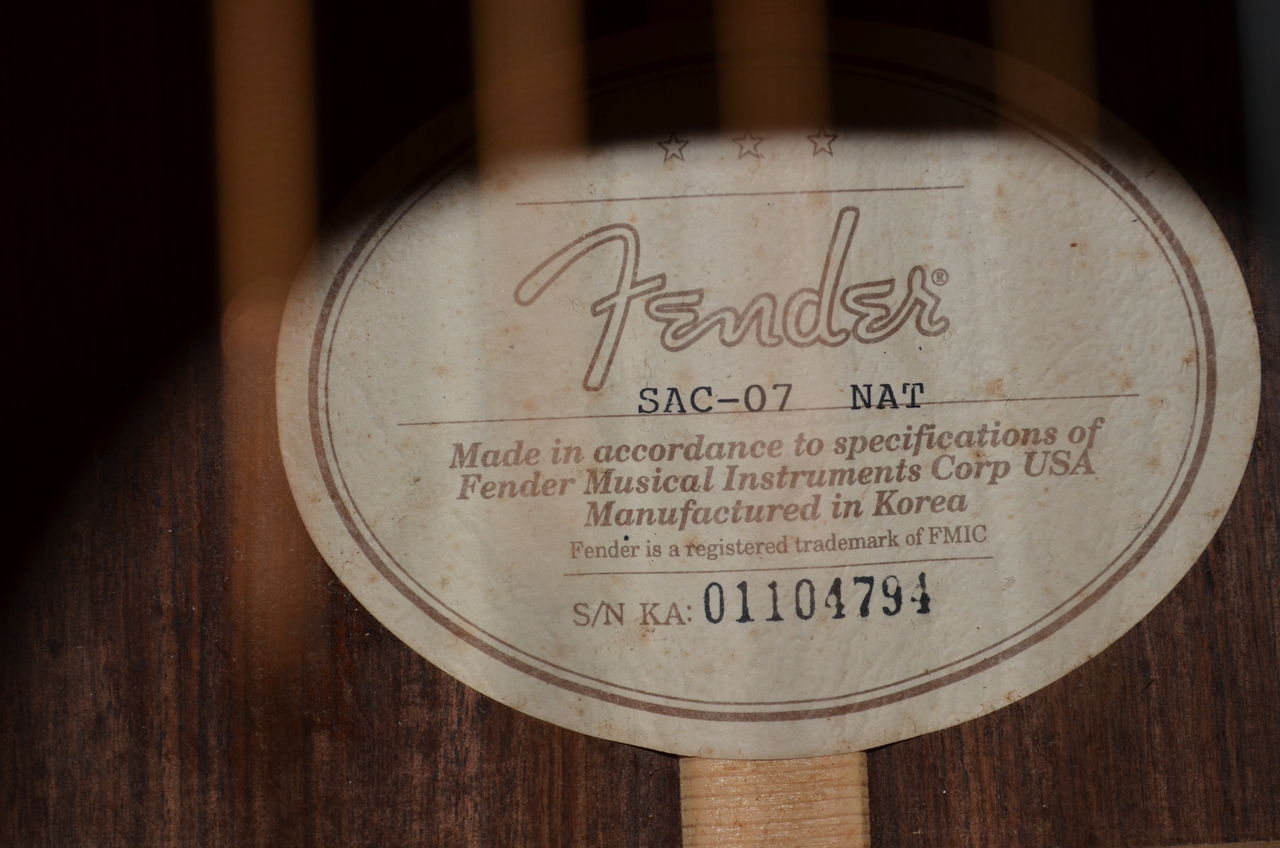 Fender®
SAC-07 NAT
Made in accordance to specifications of
Fender Musical Instruments Corp USA
Manufactured in Korea
Fender is a registered trademark of FMIC
S/N KA: 01104794